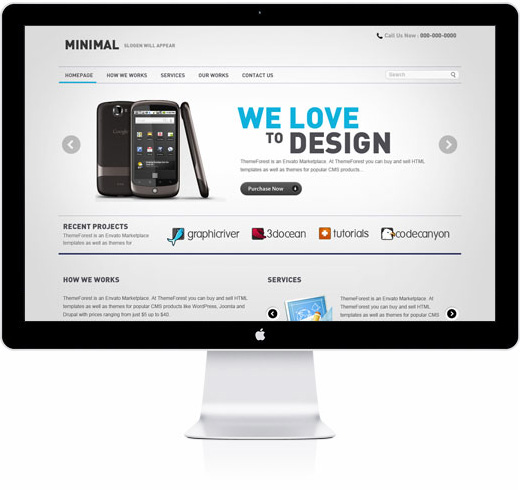 MINIMAL SLOGEN WILL APPEAR
Call Us Now : 000-000-0000
HOMEPAGE HOW WE WORKS SERVICES OUR WORKS CONTACT US
Search
Google
WE LOVE
TO DESIGN
ThemeForest is an Envato Marketplace. At ThemeForest you can buy and sell HTML
templates as well as themes for popular CMS products...
Purchase Now
RECENT PROJECTS
ThemeForest is an Envato Marketplace
templates as well as themes for
graphicriver 3docean tutorials codecanyon
HOW WE WORKS
ThemeForest is an Envato Marketplace. At ThemeForest you can buy and sell HTML
templates as well as themes for popular CMS products like WordPress, Joomla and
Drupal with prices ranging from just $5 up to $40.
SERVICES
ThemeForest is an Envato Marketplace. At
ThemeForest you can buy and sell HTML
templates as well as themes for popular CMS